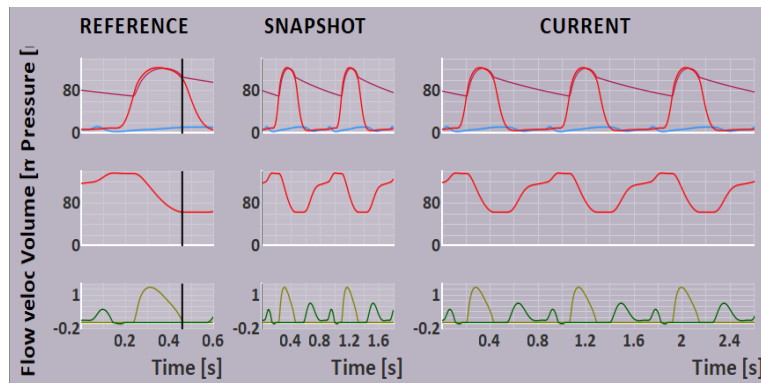 REFERENCE SNAPSHOT CURRENT
Pressure [
80 80 80
0 0 0
Volume [m
80 80 80
0 0 0
Flow veloc
1 1 1
-0.2 -0.2 -0.2
0.2 0.4 0.6 0.4 0.8 1.2 1.6 0.4 0.8 1.2 1.6 2 2.4
Time [s] Time [s] Time [s]